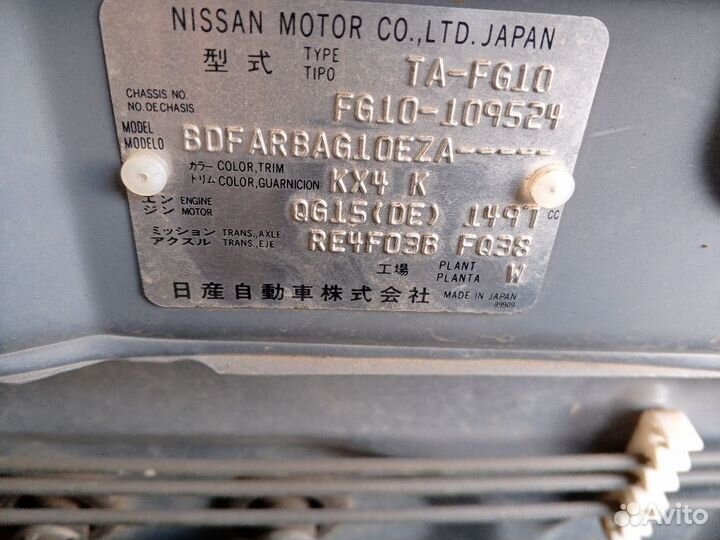 NISSAN MOTOR CO.,LTD. JAPAN
型式 TYPE TIPO TA-FG10
CHASSIS NO. NO. DE CHASIS FG10-109524
MODEL MODELO BDFARBAG10EZA-----
カラー COLOR, TRIM
トリム COLOR, GUARNICION KX4 K
エンジン ENGINE MOTOR QG15(DE) 1497 CC
ミッション TRANS., AXLE
アクスル TRANS., EJE RE4F03B FQ38
工場 PLANT PLANTA W
日産自動車株式会社 MADE IN JAPAN
89909
Avito